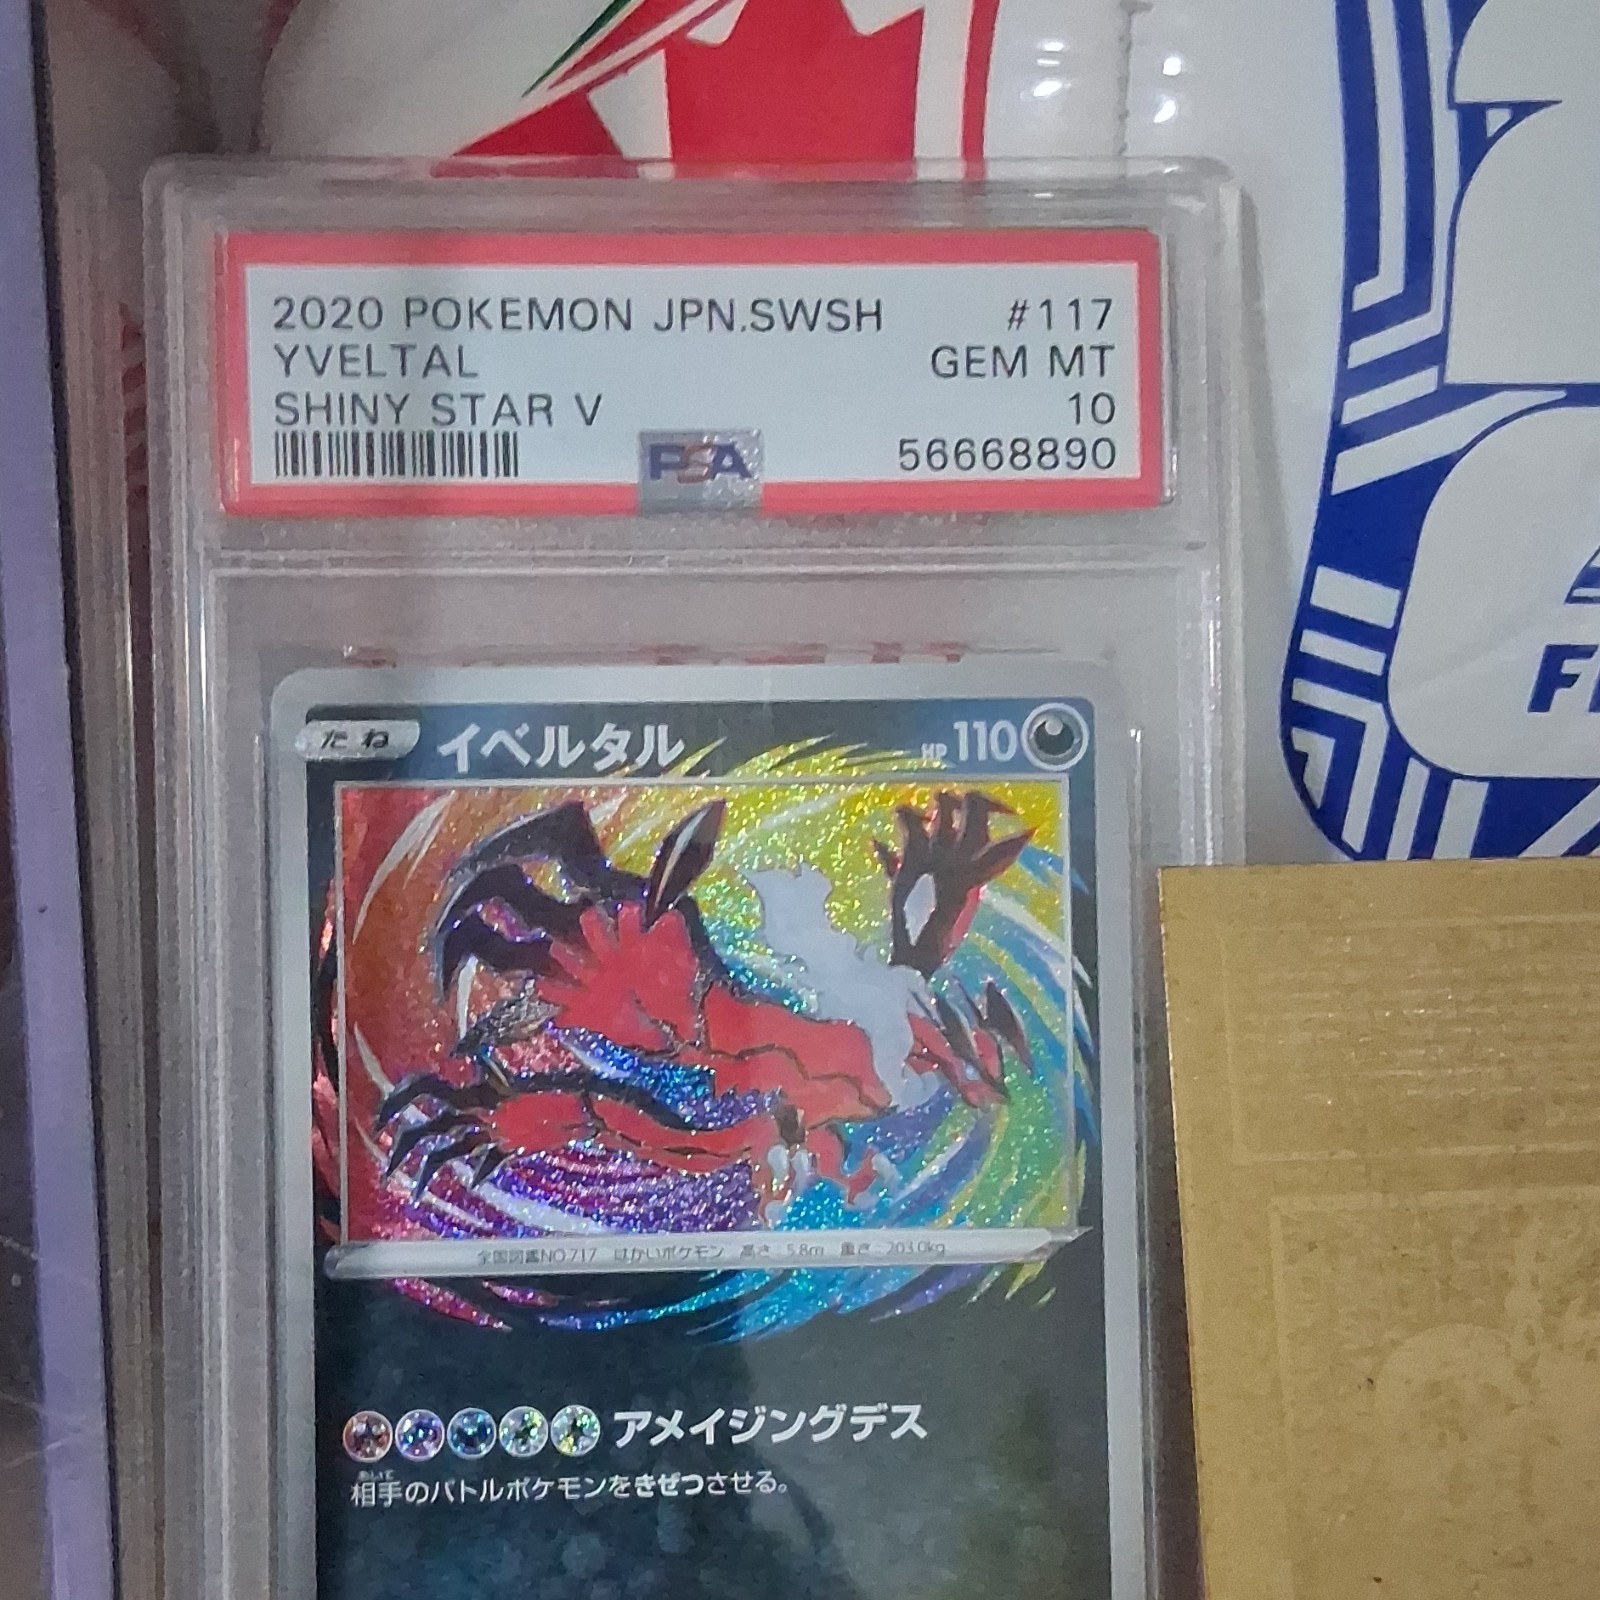 2020 POKEMON JPN.SWSH #117
YVELTAL GEM MT
SHINY STAR V 10
PSA 56668890
たね イベルタル HP 110
全国図鑑NO.717 はかいポケモン 高さ:5.8m 重さ:203.0kg
アメイジングデス
あいて
相手のバトルポケモンをきぜつさせる。